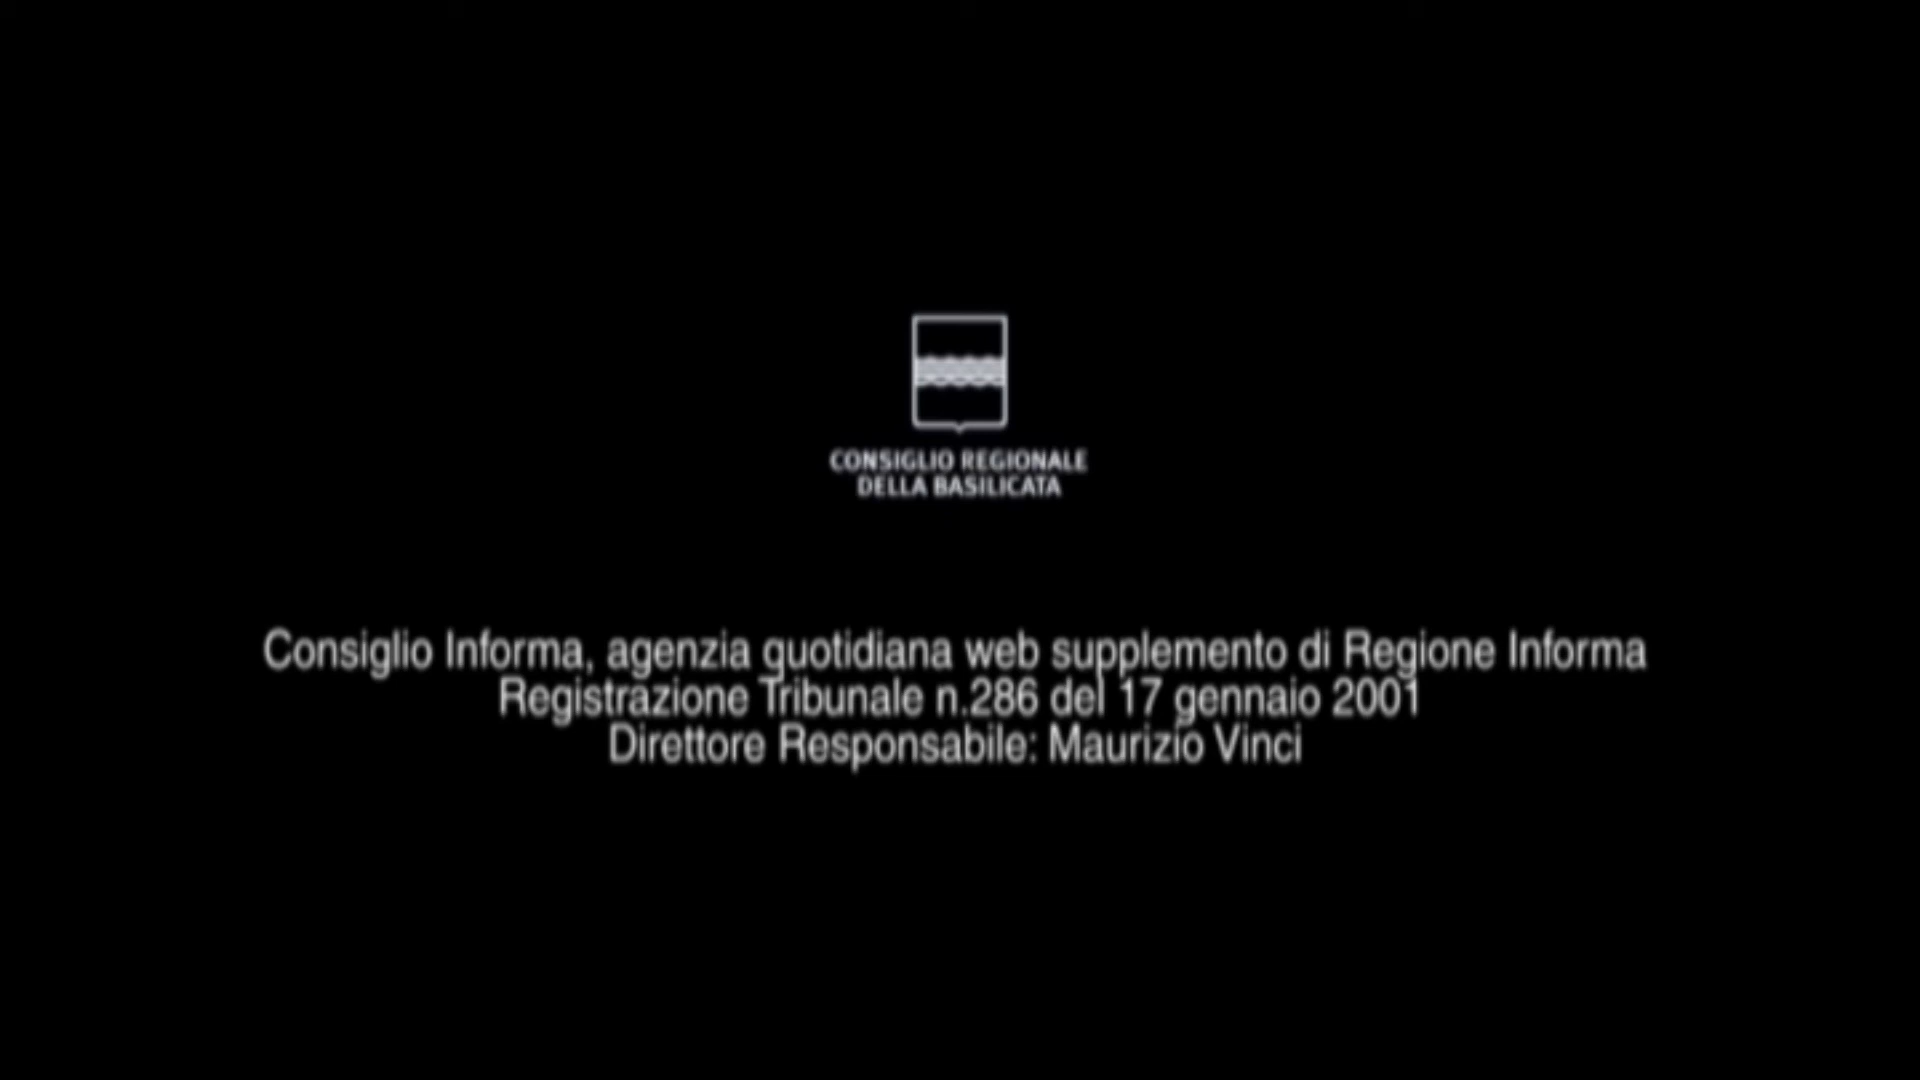 CONSIGLIO REGIONALE
DELLA BASILICATA
Consiglio Informa, agenzia quotidiana web supplemento di Regione Informa
Registrazione Tribunale n.286 del 17 gennaio 2001
Direttore Responsabile: Maurizio Vinci